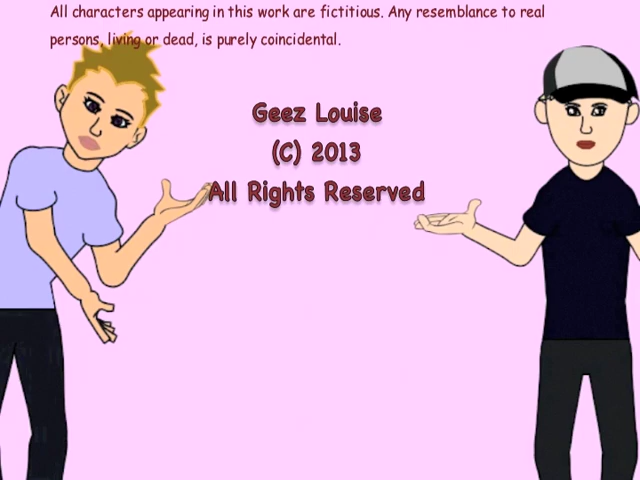 All characters appearing in this work are fictitious. Any resemblance to real
persons, living or dead, is purely coincidental.
Geez Louise
(C) 2013
All Rights Reserved